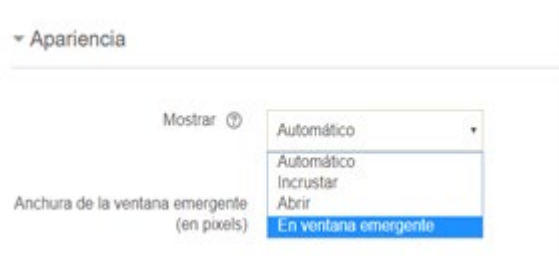 Apariencia
Mostrar
Automático
Automático
Incrustar
Abrir
En ventana emergente
Anchura de la ventana emergente
(en pixels)